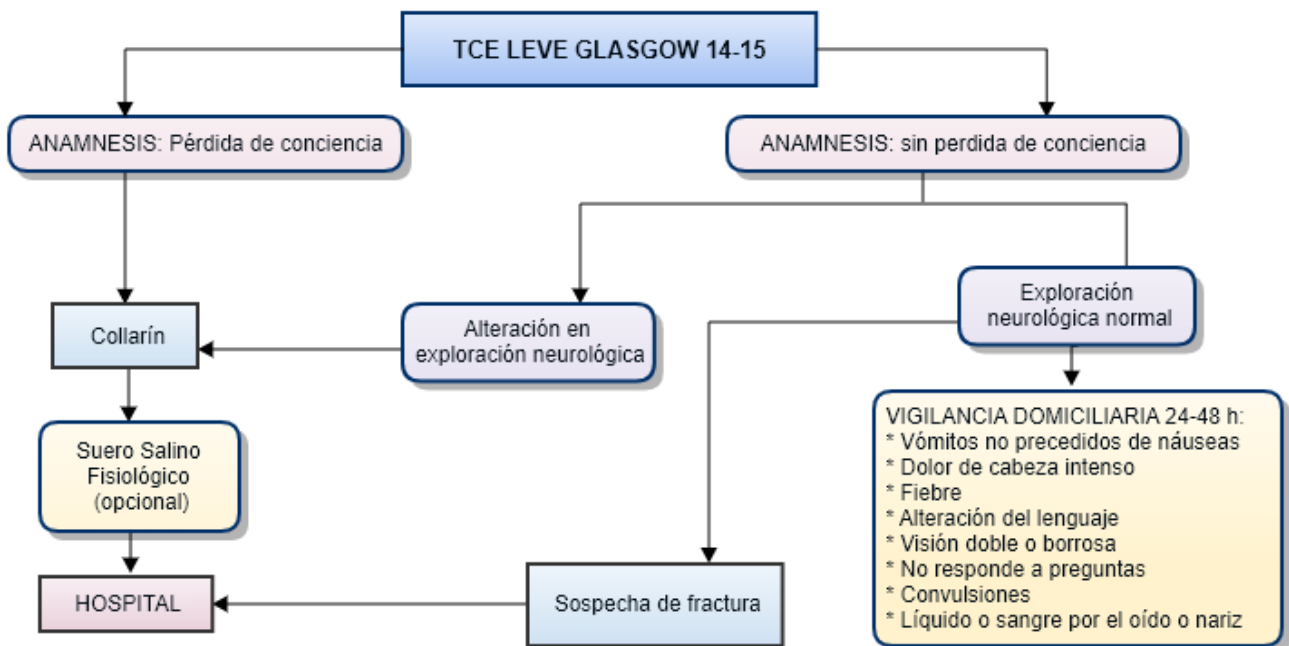 TCE LEVE GLASGOW 14-15
ANAMNESIS: Pérdida de conciencia
ANAMNESIS: sin perdida de conciencia
Collarín
Alteración en
exploración neurológica
Exploración
neurológica normal
Suero Salino
Fisiológico
(opcional)
VIGILANCIA DOMICILIARIA 24-48 h:
* Vómitos no precedidos de náuseas
* Dolor de cabeza intenso
* Fiebre
* Alteración del lenguaje
* Visión doble o borrosa
* No responde a preguntas
* Convulsiones
* Líquido o sangre por el oído o nariz
HOSPITAL
Sospecha de fractura